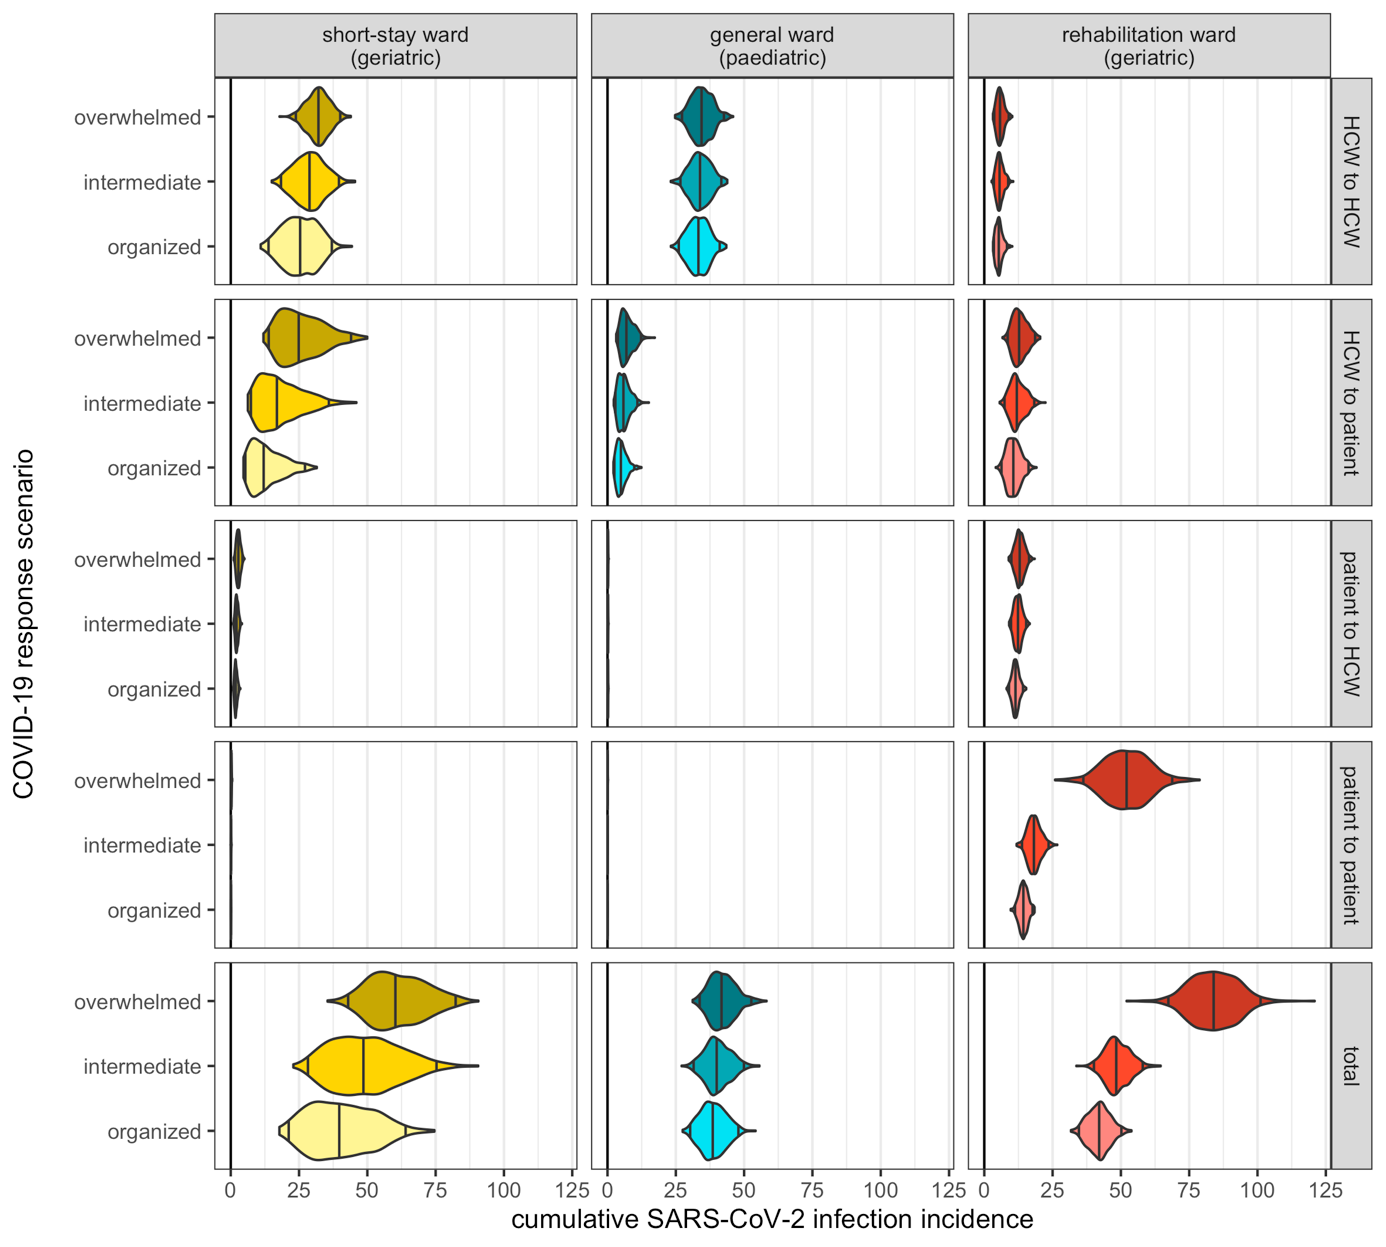 short-stay ward
(geriatric)
general ward
(paediatric)
rehabilitation ward
(geriatric)
COVID-19 response scenario
overwhelmed
intermediate
organized
HCW to HCW
overwhelmed
intermediate
organized
HCW to patient
overwhelmed
intermediate
organized
patient to HCW
overwhelmed
intermediate
organized
patient to patient
overwhelmed
intermediate
organized
total
0 25 50 75 100 125
0 25 50 75 100 125
0 25 50 75 100 125
cumulative SARS-CoV-2 infection incidence